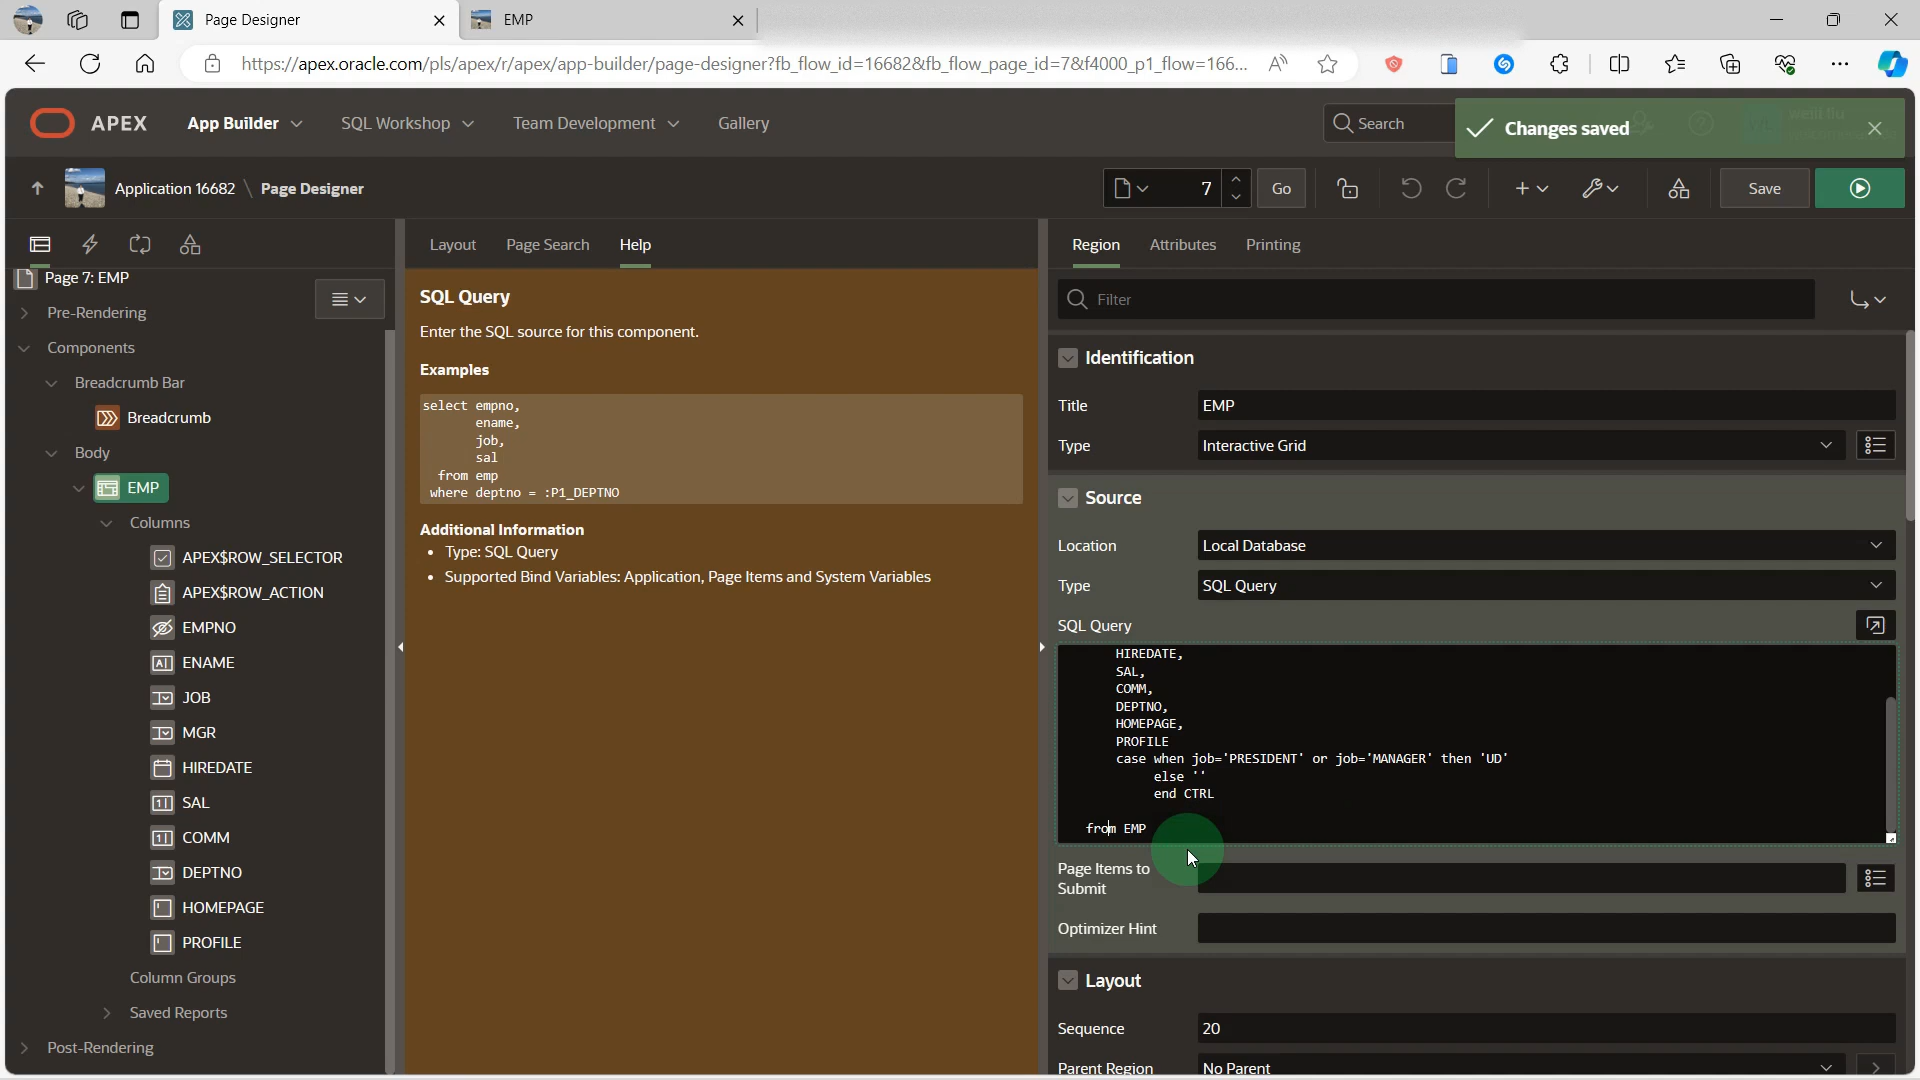 Page Designer
EMP
https://apex.oracle.com/pls/apex/r/apex/app-builder/page-designer?fb_flow_id=16682&fb_flow_page_id=7&f4000_p1_flow=166...
APEX
App Builder
SQL Workshop
Team Development
Gallery
Search
Changes saved
Application 16682 \ Page Designer
7
Go
Save
Page 7: EMP
Pre-Rendering
Components
Breadcrumb Bar
Breadcrumb
Body
EMP
Columns
APEX$ROW_SELECTOR
APEX$ROW_ACTION
EMPNO
ENAME
JOB
MGR
HIREDATE
SAL
COMM
DEPTNO
HOMEPAGE
PROFILE
Column Groups
Saved Reports
Post-Rendering
Layout
Page Search
Help
SQL Query
Enter the SQL source for this component.
Examples
select empno,
ename,
job,
sal
from emp
where deptno = :P1_DEPTNO
Additional Information
• Type: SQL Query
• Supported Bind Variables: Application, Page Items and System Variables
Region
Attributes
Printing
Filter
Identification
Title
EMP
Type
Interactive Grid
Source
Location
Local Database
Type
SQL Query
SQL Query
HIREDATE,
SAL,
COMM,
DEPTNO,
HOMEPAGE,
PROFILE
case when job='PRESIDENT' or job='MANAGER' then 'UD'
else ''
end CTRL
from EMP
Page Items to
Submit
Optimizer Hint
Layout
Sequence
20
Parent Region
No Parent